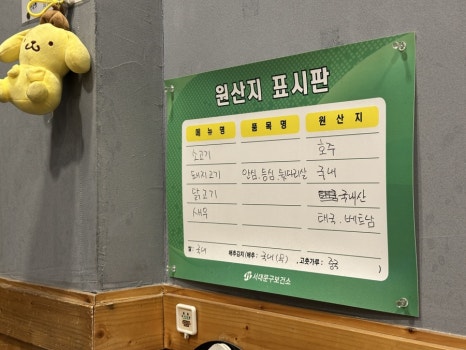 원산지 표시판
메뉴명 품목명 원산지
소고기 호주
돼지고기 안심,등심,뒷다리살 국내
닭고기 국내산
새우 태국,베트남
쌀: 국내 배추김치(배추: 국내(최) , 고춧가루: 중국 )
서대문구보건소